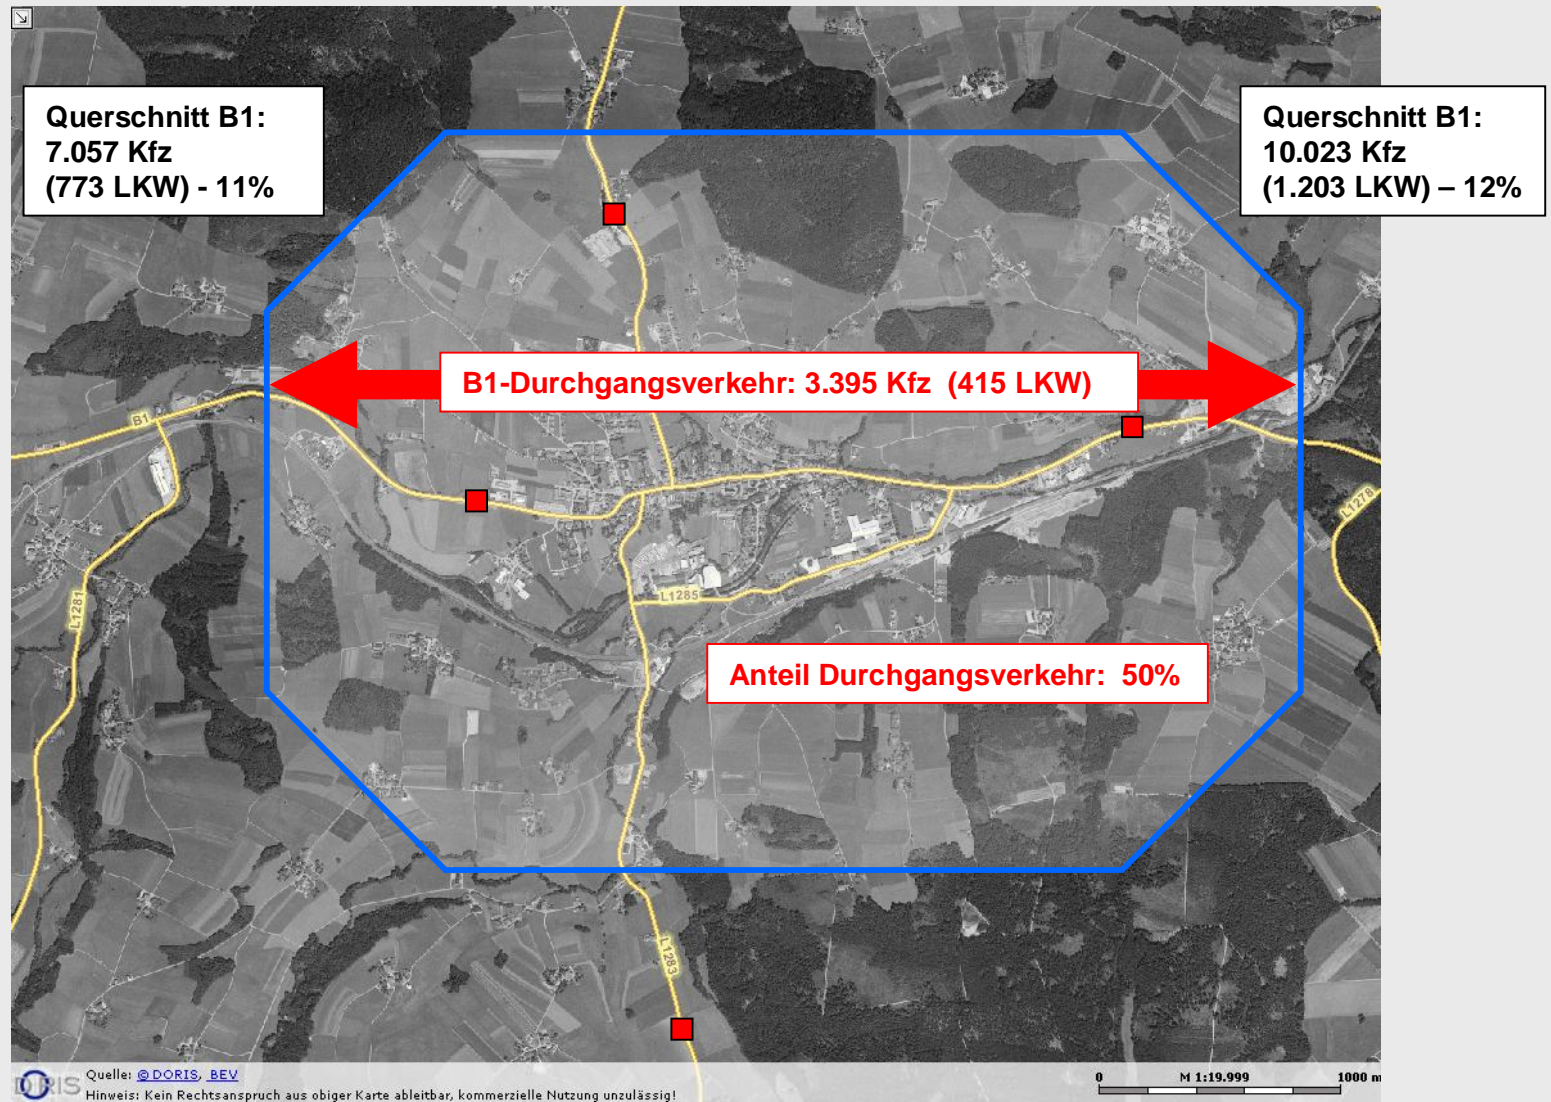 Querschnitt B1:
7.057 Kfz
(773 LKW) - 11%
Querschnitt B1:
10.023 Kfz
(1.203 LKW) – 12%
B1-Durchgangsverkehr: 3.395 Kfz  (415 LKW)
B1
L1278
L1281
L1285
Anteil Durchgangsverkehr:  50%
L1283
DORIS
Quelle: © DORIS, BEV
Hinweis: Kein Rechtsanspruch aus obiger Karte ableitbar, kommerzielle Nutzung unzulässig!
0 M 1:19.999 1000 m